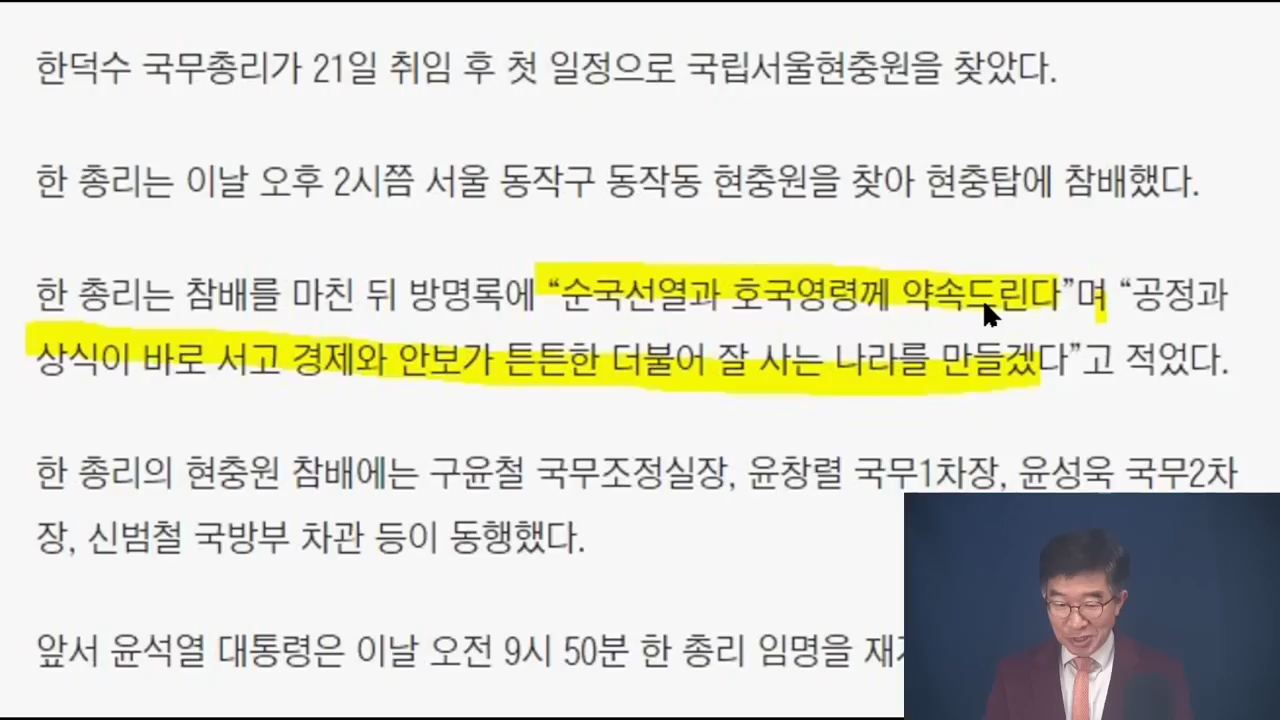 한덕수 국무총리가 21일 취임 후 첫 일정으로 국립서울현충원을 찾았다.
한 총리는 이날 오후 2시쯤 서울 동작구 동작동 현충원을 찾아 현충탑에 참배했다.
한 총리는 참배를 마친 뒤 방명록에 “순국선열과 호국영령께 약속드린다”며 “공정과
상식이 바로 서고 경제와 안보가 튼튼한 더불어 잘 사는 나라를 만들겠다”고 적었다.
한 총리의 현충원 참배에는 구윤철 국무조정실장, 윤창렬 국무1차장, 윤성욱 국무2차
장, 신범철 국방부 차관 등이 동행했다.
앞서 윤석열 대통령은 이날 오전 9시 50분 한 총리 임명을